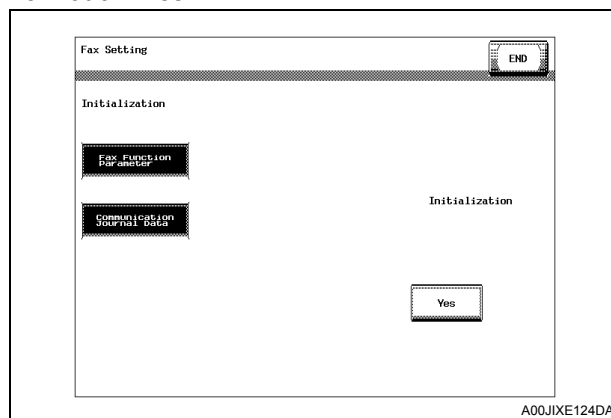 Fax Setting
END
Initialization
Fax Function
Parameter
Initialization
Communication
Journal Data
Yes
A00JIXE124DA